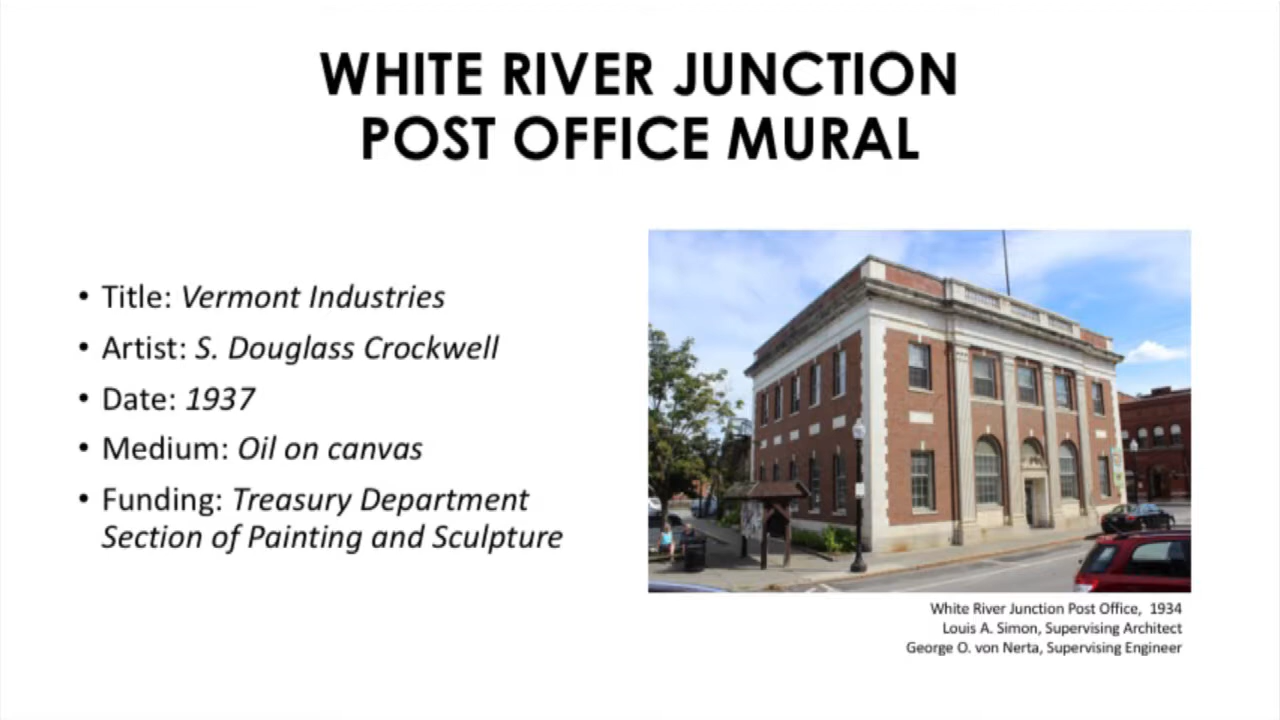 WHITE RIVER JUNCTION
POST OFFICE MURAL
• Title: Vermont Industries
• Artist: S. Douglass Crockwell
• Date: 1937
• Medium: Oil on canvas
• Funding: Treasury Department
Section of Painting and Sculpture
White River Junction Post Office, 1934
Louis A. Simon, Supervising Architect
George O. von Nerta, Supervising Engineer